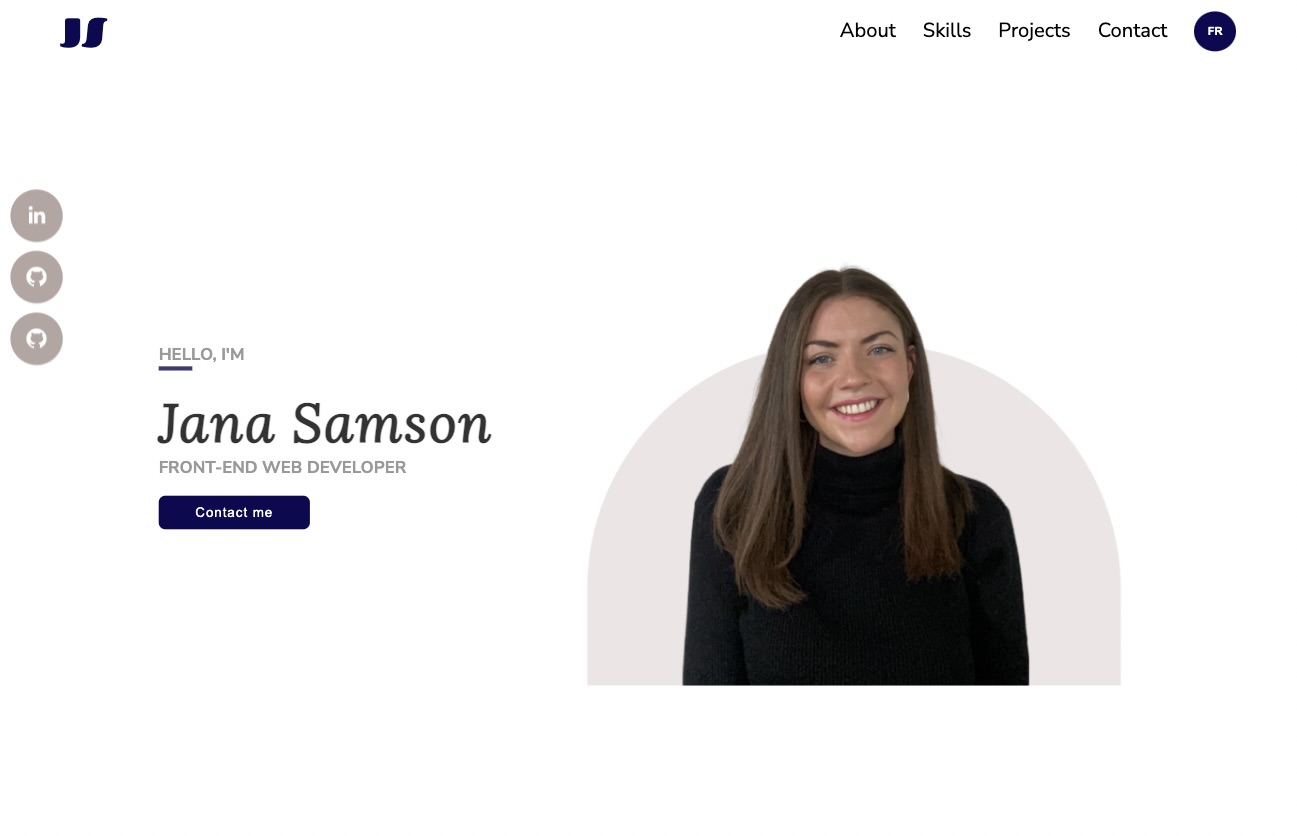 JS
About Skills Projects Contact FR
in
HELLO, I'M
Jana Samson
FRONT-END WEB DEVELOPER
Contact me